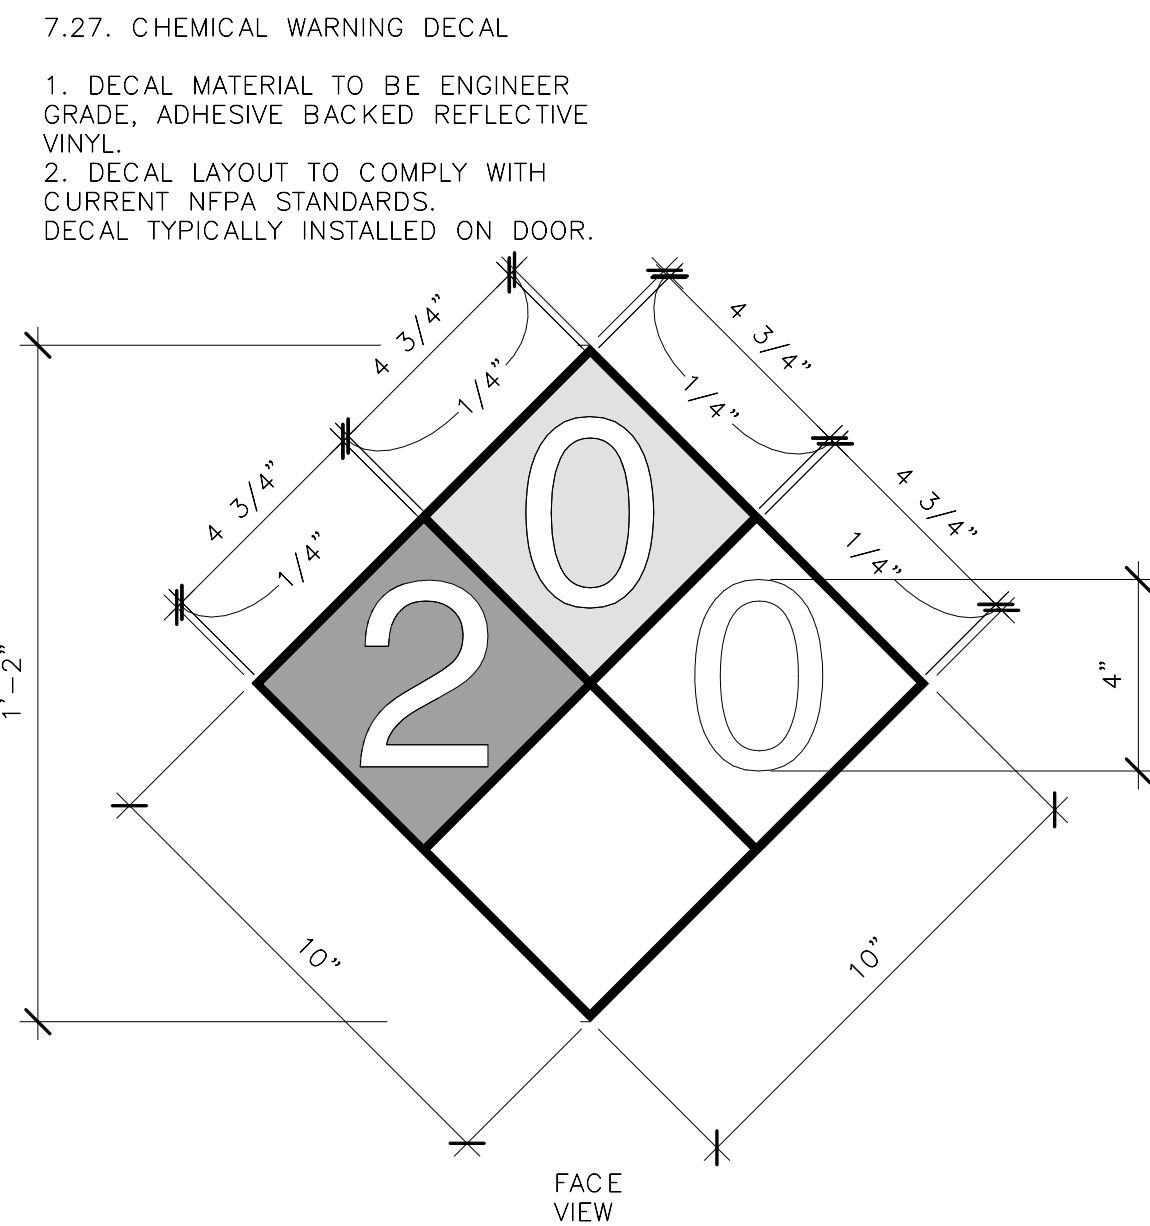 7.27. CHEMICAL WARNING DECAL
1. DECAL MATERIAL TO BE ENGINEER
GRADE, ADHESIVE BACKED REFLECTIVE
VINYL.
2. DECAL LAYOUT TO COMPLY WITH
CURRENT NFPA STANDARDS.
DECAL TYPICALLY INSTALLED ON DOOR.
4 3/4”
4 3/4”
1/4”
1/4”
4 3/4”
4 3/4”
1/4”
1/4”
0
2
0
1'-2”
4”
10”
10”
FACE
VIEW